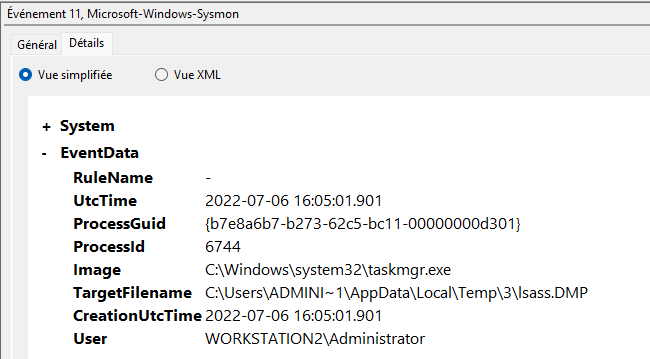 Événement 11, Microsoft-Windows-Sysmon
Général Détails
Vue simplifiée Vue XML
+ System
- EventData
RuleName -
UtcTime 2022-07-06 16:05:01.901
ProcessGuid {b7e8a6b7-b273-62c5-bc11-00000000d301}
ProcessId 6744
Image C:\Windows\system32\taskmgr.exe
TargetFilename C:\Users\ADMINI~1\AppData\Local\Temp\3\lsass.DMP
CreationUtcTime 2022-07-06 16:05:01.901
User WORKSTATION2\Administrator